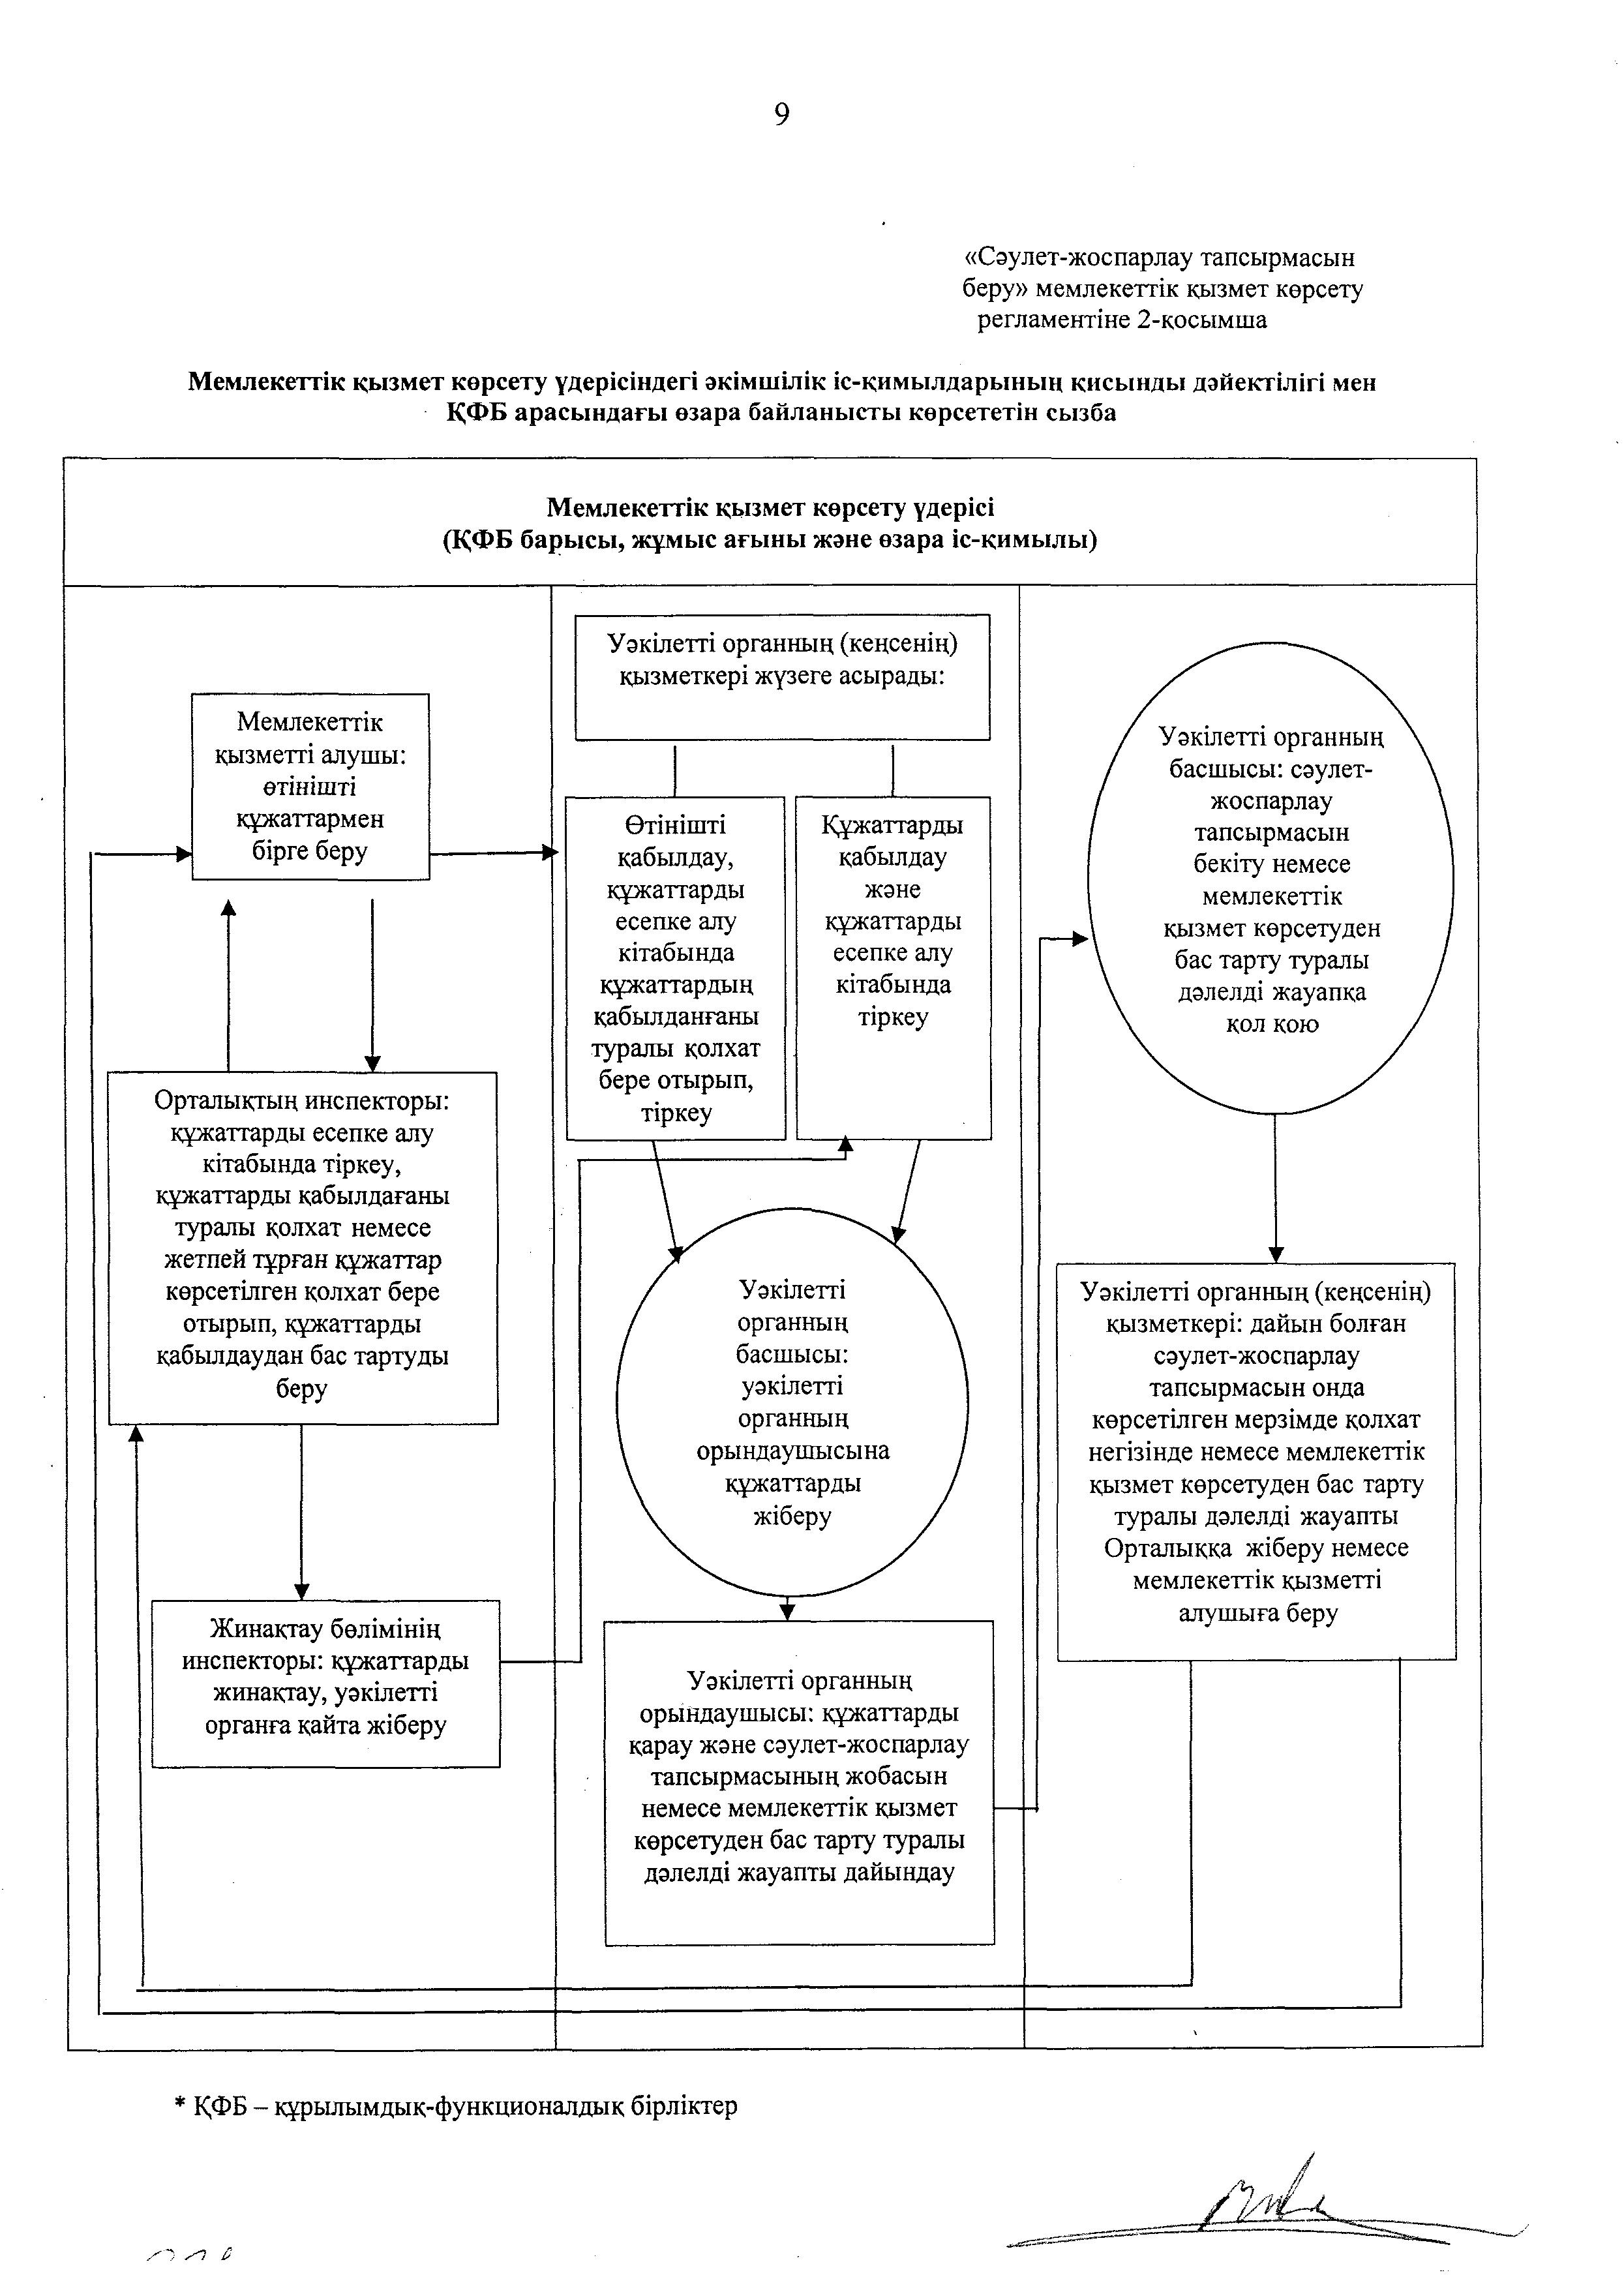 9
«Сәулет-жоспарлау тапсырмасын
беру» мемлекеттік қызмет көрсету
регламентіне 2-қосымша
Мемлекеттік қызмет көрсету үдерісіндегі әкімшілік іс-қимылдарының қисынды дәйектілігі мен
ҚФБ арасындағы өзара байланысты көрсететін сызба
Мемлекеттік қызмет көрсету үдерісі
(ҚФБ барысы, жұмыс ағыны және өзара іс-қимылы)
Мемлекеттік
қызметті алушы:
өтінішті
құжаттармен
бірге беру
Орталықтың инспекторы:
құжаттарды есепке алу
кітабында тіркеу,
құжаттарды қабылдағаны
туралы қолхат немесе
жетпей тұрған құжаттар
көрсетілген қолхат бере
отырып, құжаттарды
қабылдаудан бас тартуды
беру
Жинақтау бөлімінің
инспекторы: құжаттарды
жинақтау, уәкілетті
органға қайта жіберу
Уәкілетті органның (кеңсенің)
қызметкері жүзеге асырады:
Өтінішті
қабылдау,
құжаттарды
есепке алу
кітабында
құжаттардың
қабылданғаны
туралы қолхат
бере отырып,
тіркеу
Құжаттарды
қабылдау
және
құжаттарды
есепке алу
кітабында
тіркеу
Уәкілетті
органның
басшысы:
уәкілетті
органның
орындаушысына
құжаттарды
жіберу
Уәкілетті органның
орындаушысы: құжаттарды
қарау және сәулет-жоспарлау
тапсырмасының жобасын
немесе мемлекеттік қызмет
көрсетуден бас тарту туралы
дәлелді жауапты дайындау
Уәкілетті органның
басшысы: сәулет-
жоспарлау
тапсырмасын
бекіту немесе
мемлекеттік
қызмет көрсетуден
бас тарту туралы
дәлелді жауапқа
қол қою
Уәкілетті органның (кеңсенің)
қызметкері: дайын болған
сәулет-жоспарлау
тапсырмасын онда
көрсетілген мерзімде қолхат
негізінде немесе мемлекеттік
қызмет көрсетуден бас тарту
туралы дәлелді жауапты
Орталыққа жіберу немесе
мемлекеттік қызметті
алушыға беру
* ҚФБ – құрылымдық-функционалдық бірліктер